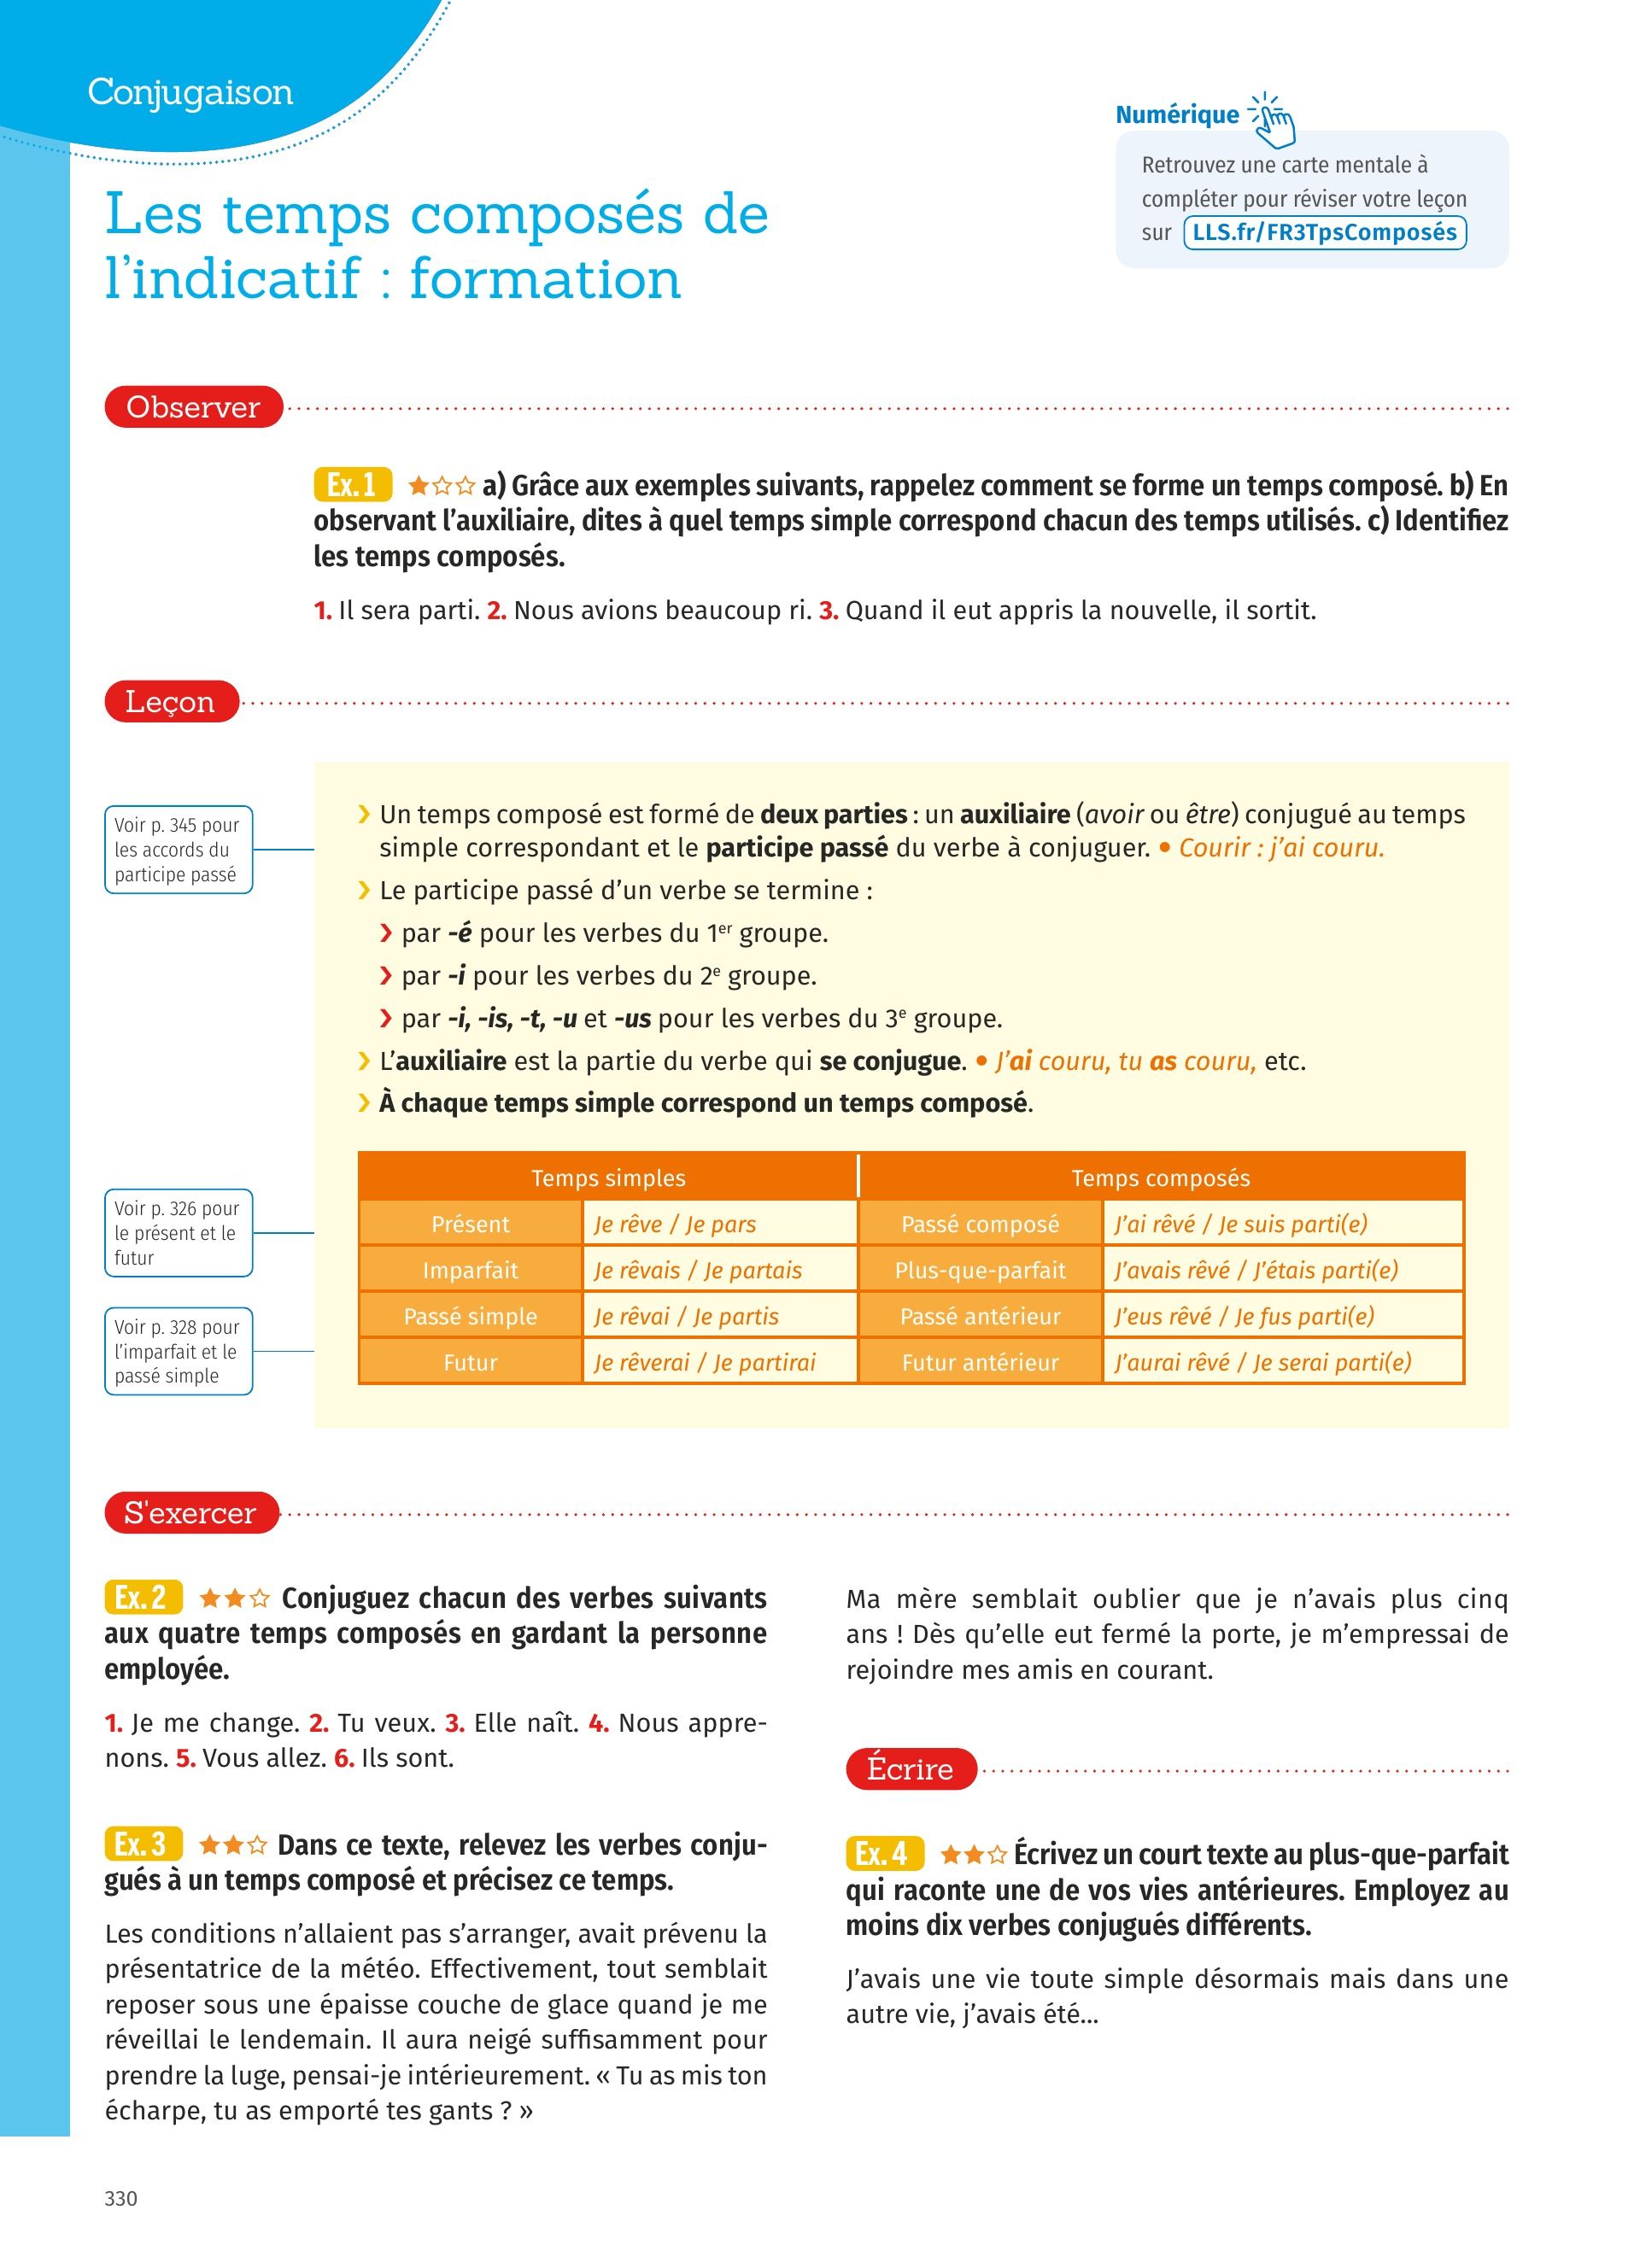 Conjugaison
Numérique
Retrouvez une carte mentale à
compléter pour réviser votre leçon
sur LLS.fr/FR3TpsComposés
Les temps composés de
l'indicatif : formation
Observer
Ex. 1 a) Grâce aux exemples suivants, rappelez comment se forme un temps composé. b) En
observant l'auxiliaire, dites à quel temps simple correspond chacun des temps utilisés. c) Identifiez
les temps composés.
1. Il sera parti. 2. Nous avions beaucoup ri. 3. Quand il eut appris la nouvelle, il sortit.
Leçon
Voir p. 345 pour
les accords du
participe passé
Un temps composé est formé de deux parties : un auxiliaire (avoir ou être) conjugué au temps
simple correspondant et le participe passé du verbe à conjuguer. • Courir : j'ai couru.
Le participe passé d'un verbe se termine :
par -é pour les verbes du 1er groupe.
par -i pour les verbes du 2e groupe.
par -i, -is, -t, -u et -us pour les verbes du 3e groupe.
L'auxiliaire est la partie du verbe qui se conjugue. • J'ai couru, tu as couru, etc.
À chaque temps simple correspond un temps composé.
Voir p. 326 pour
le présent et le
futur
Voir p. 328 pour
l'imparfait et le
passé simple
Temps simples Temps composés
Présent Je rêve / Je pars Passé composé J'ai rêvé / Je suis parti(e)
Imparfait Je rêvais / Je partais Plus-que-parfait J'avais rêvé / J'étais parti(e)
Passé simple Je rêvai / Je partis Passé antérieur J'eus rêvé / Je fus parti(e)
Futur Je rêverai / Je partirai Futur antérieur J'aurai rêvé / Je serai parti(e)
S'exercer
Ex. 2 Conjuguez chacun des verbes suivants
aux quatre temps composés en gardant la personne
employée.
1. Je me change. 2. Tu veux. 3. Elle naît. 4. Nous appre-
nons. 5. Vous allez. 6. Ils sont.
Ex. 3 Dans ce texte, relevez les verbes conju-
gués à un temps composé et précisez ce temps.
Les conditions n'allaient pas s'arranger, avait prévenu la
présentatrice de la météo. Effectivement, tout semblait
reposer sous une épaisse couche de glace quand je me
réveillai le lendemain. Il aura neigé suffisamment pour
prendre la luge, pensai-je intérieurement. « Tu as mis ton
écharpe, tu as emporté tes gants ? »
Ma mère semblait oublier que je n'avais plus cinq
ans ! Dès qu'elle eut fermé la porte, je m'empressai de
rejoindre mes amis en courant.
Écrire
Ex. 4 Écrivez un court texte au plus-que-parfait
qui raconte une de vos vies antérieures. Employez au
moins dix verbes conjugués différents.
J'avais une vie toute simple désormais mais dans une
autre vie, j'avais été...
330